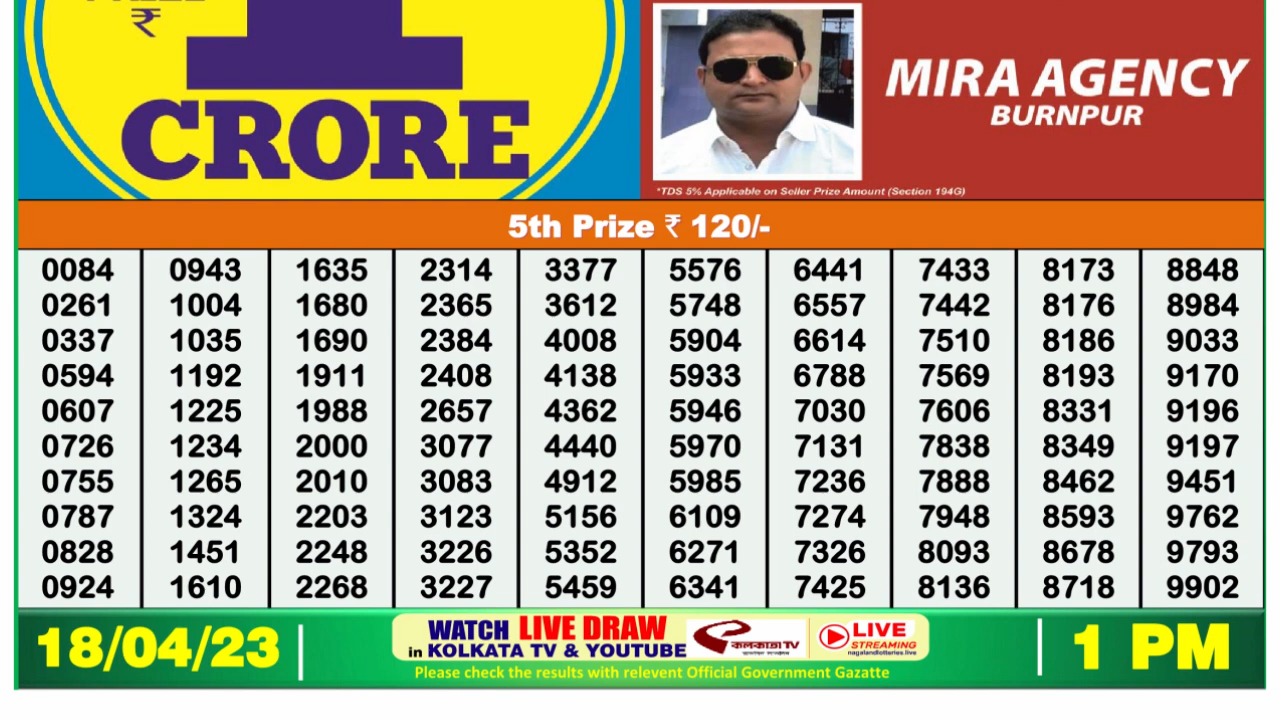 ₹
1
CRORE
MIRA AGENCY
BURNPUR
*TDS 5% Applicable on Seller Prize Amount (Section 194G)
5th Prize ₹ 120/-
0084 0943 1635 2314 3377 5576 6441 7433 8173 8848
0261 1004 1680 2365 3612 5748 6557 7442 8176 8984
0337 1035 1690 2384 4008 5904 6614 7510 8186 9033
0594 1192 1911 2408 4138 5933 6788 7569 8193 9170
0607 1225 1988 2657 4362 5946 7030 7606 8331 9196
0726 1234 2000 3077 4440 5970 7131 7838 8349 9197
0755 1265 2010 3083 4912 5985 7236 7888 8462 9451
0787 1324 2203 3123 5156 6109 7274 7948 8593 9762
0828 1451 2248 3226 5352 6271 7326 8093 8678 9793
0924 1610 2268 3227 5459 6341 7425 8136 8718 9902
18/04/23
WATCH LIVE DRAW
in KOLKATA TV & YOUTUBE
কলকাতা TV
LIVE
STREAMING
nagalandlotteries.live
1 PM
Please check the results with relevent Official Government Gazatte